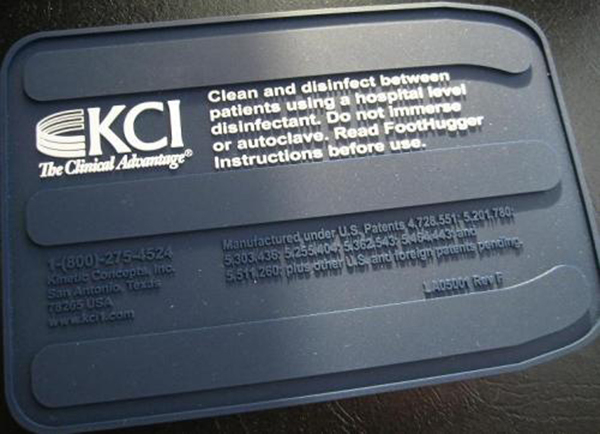 KCI
The Clinical Advantage®
Clean and disinfect between
patients using a hospital level
disinfectant. Do not immerse
or autoclave. Read FootHugger
Instructions before use.
1-(800)-275-4524
Kinetic Concepts, Inc.
San Antonio, Texas
78265 USA
www.kci1.com
Manufactured under U.S. Patents 4,728,551; 5,201,780;
5,303,436; 5,255,404; 5,362,543; 5,464,443; and
5,511,260; plus other U.S. and foreign patents pending.
LA05001 Rev F